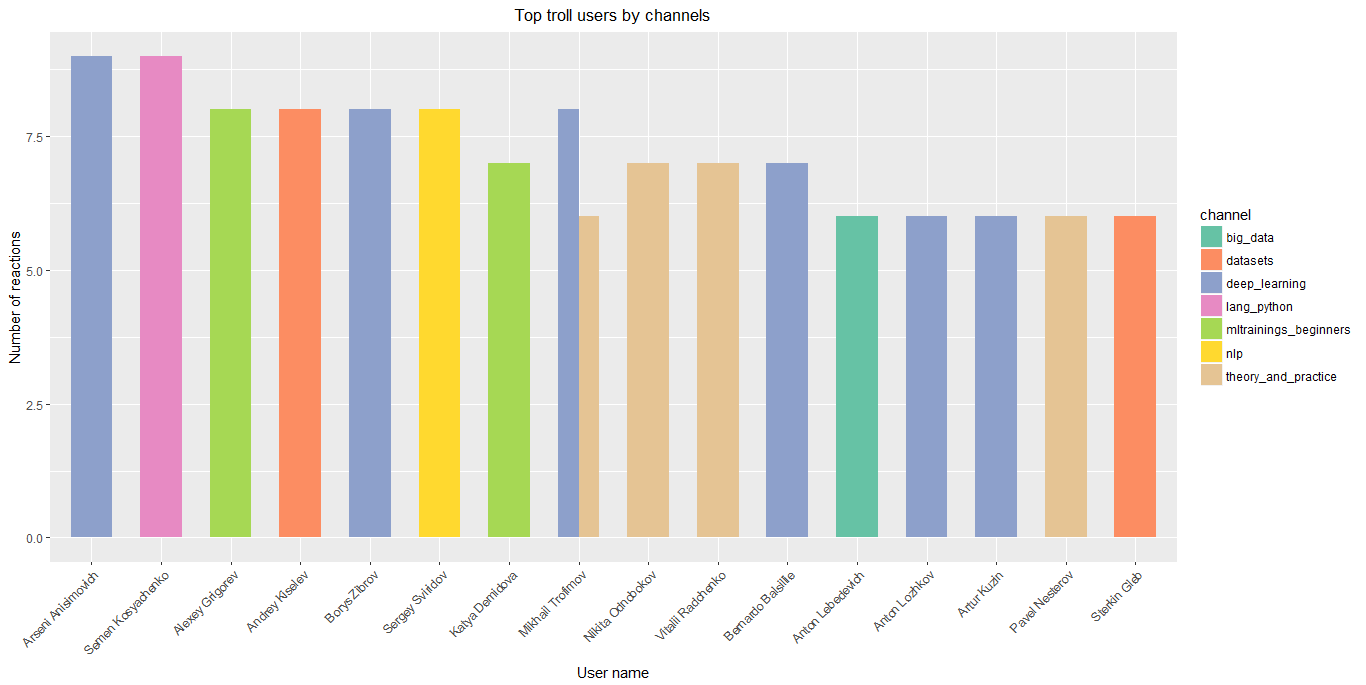 Top troll users by channels
Number of reactions
7.5
5.0
2.5
0.0
Arseni Anisimovich
Semen Kosyachenko
Alexey Grigorev
Andrey Kiselev
Borys Zibrov
Sergey Sviridov
Katya Demidova
Mikhail Trofimov
Nikita Odnobokov
Vitalii Radchenko
Bernardo Balsillie
Anton Lebedevich
Anton Lozhkov
Artur Kuzin
Pavel Nesterov
Sterkin Gleb
User name
channel
big_data
datasets
deep_learning
lang_python
mltrainings_beginners
nlp
theory_and_practice